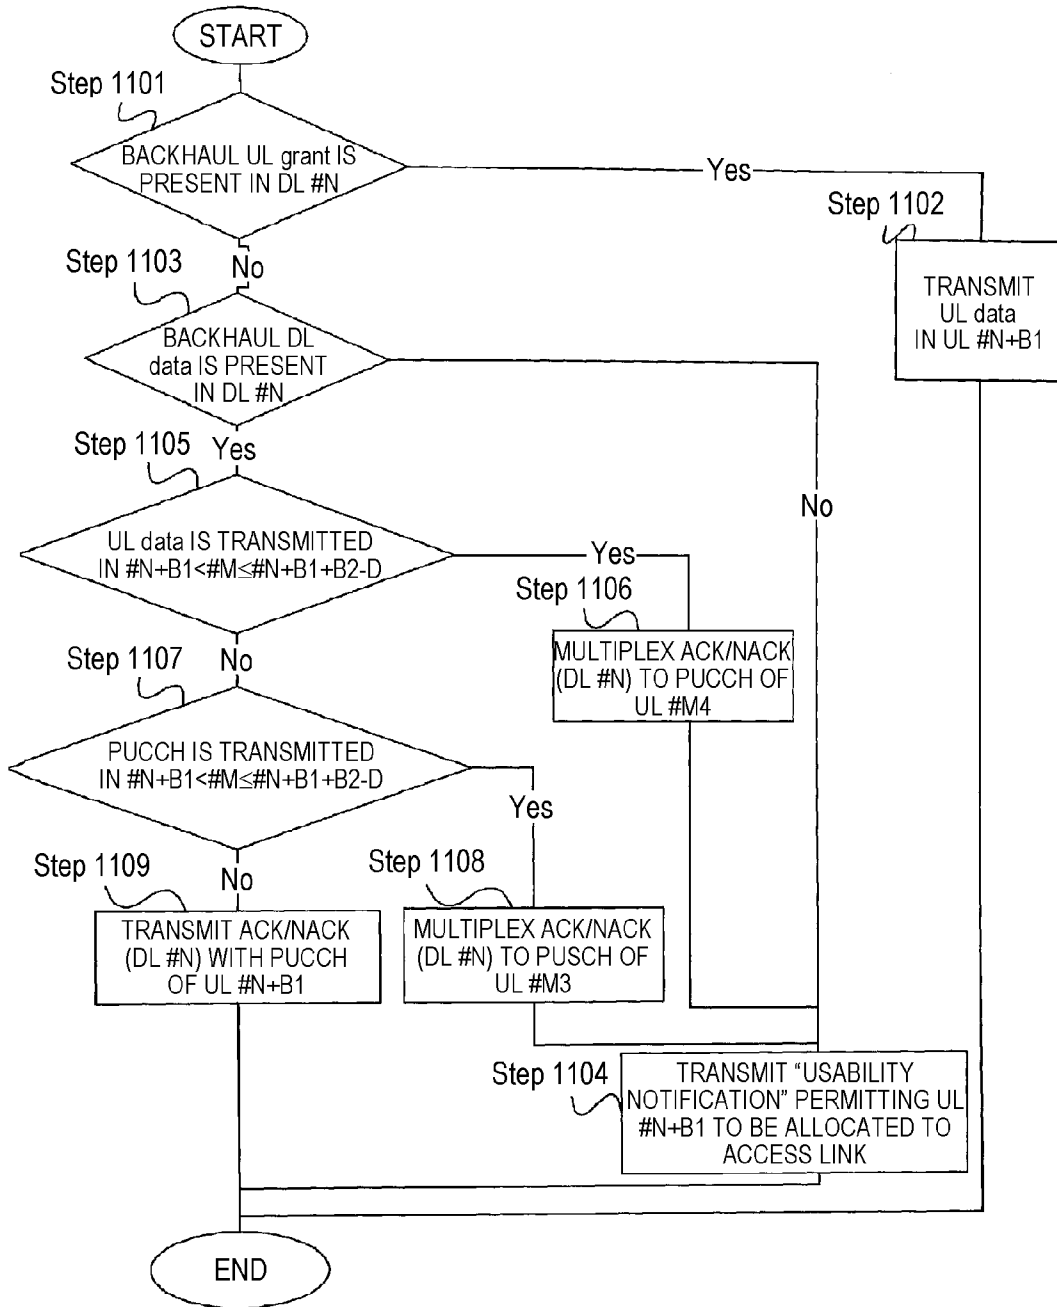 START
Step 1101
BACKHAUL UL grant IS
PRESENT IN DL #N
Yes
Step 1102
TRANSMIT
UL data
IN UL #N+B1
No
Step 1103
BACKHAUL DL
data IS PRESENT
IN DL #N
No
Yes
Step 1105
UL data IS TRANSMITTED
IN #N+B1<#M≤#N+B1+B2-D
Yes
Step 1106
MULTIPLEX ACK/NACK
(DL #N) TO PUCCH OF
UL #M4
No
Step 1107
PUCCH IS TRANSMITTED
IN #N+B1<#M≤#N+B1+B2-D
Yes
Step 1108
MULTIPLEX ACK/NACK
(DL #N) TO PUSCH OF
UL #M3
No
Step 1109
TRANSMIT ACK/NACK
(DL #N) WITH PUCCH
OF UL #N+B1
Step 1104
TRANSMIT “USABILITY
NOTIFICATION” PERMITTING UL
#N+B1 TO BE ALLOCATED TO
ACCESS LINK
END